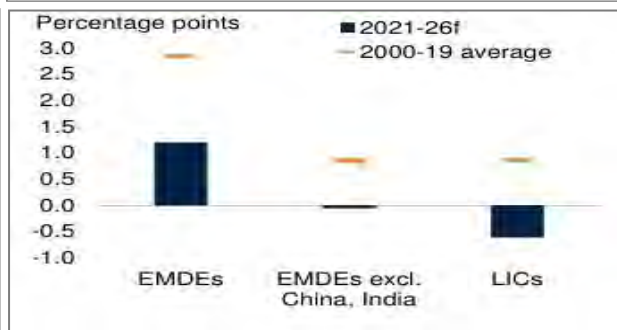 Percentage points
2021-26f
2000-19 average
3.0
2.5
2.0
1.5
1.0
0.5
0.0
-0.5
-1.0
EMDEs
EMDEs excl.
China, India
LICs